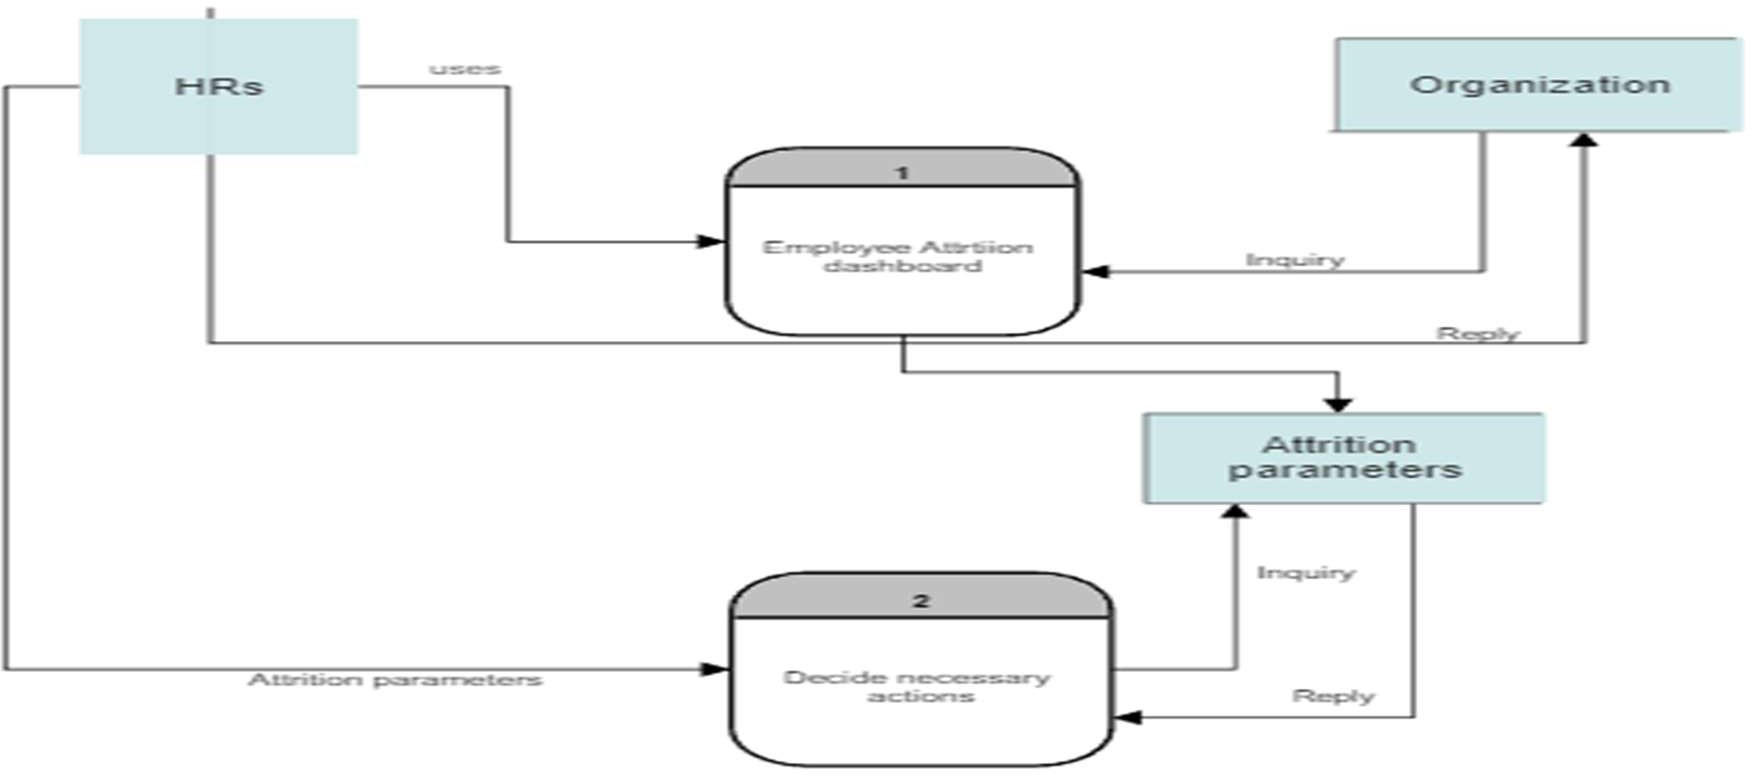 HRs
uses
Organization
1
Employee Attrtiion
dashboard
Inquiry
Reply
Attrition
parameters
Inquiry
2
Decide necessary
actions
Attrition parameters
Reply